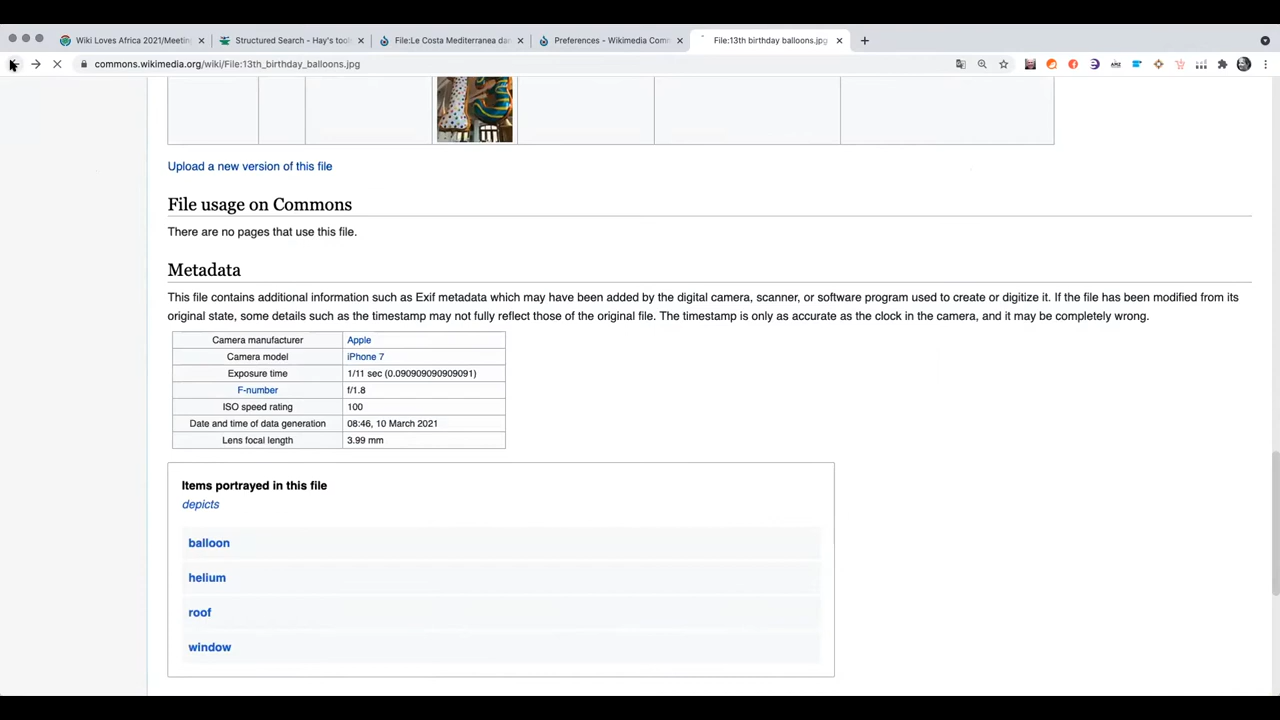 Wiki Loves Africa 2021/Meetin
Structured Search - Hay's tools
File:Le Costa Mediterranea da
Preferences - Wikimedia Com
File:13th birthday balloons.jpg
commons.wikimedia.org/wiki/File:13th_birthday_balloons.jpg
Upload a new version of this file
File usage on Commons
There are no pages that use this file.
Metadata
This file contains additional information such as Exif metadata which may have been added by the digital camera, scanner, or software program used to create or digitize it. If the file has been modified from its
original state, some details such as the timestamp may not fully reflect those of the original file. The timestamp is only as accurate as the clock in the camera, and it may be completely wrong.
Camera manufacturer Apple
Camera model iPhone 7
Exposure time 1/11 sec (0.090909090909091)
F-number f/1.8
ISO speed rating 100
Date and time of data generation 08:46, 10 March 2021
Lens focal length 3.99 mm
Items portrayed in this file
depicts
balloon
helium
roof
window